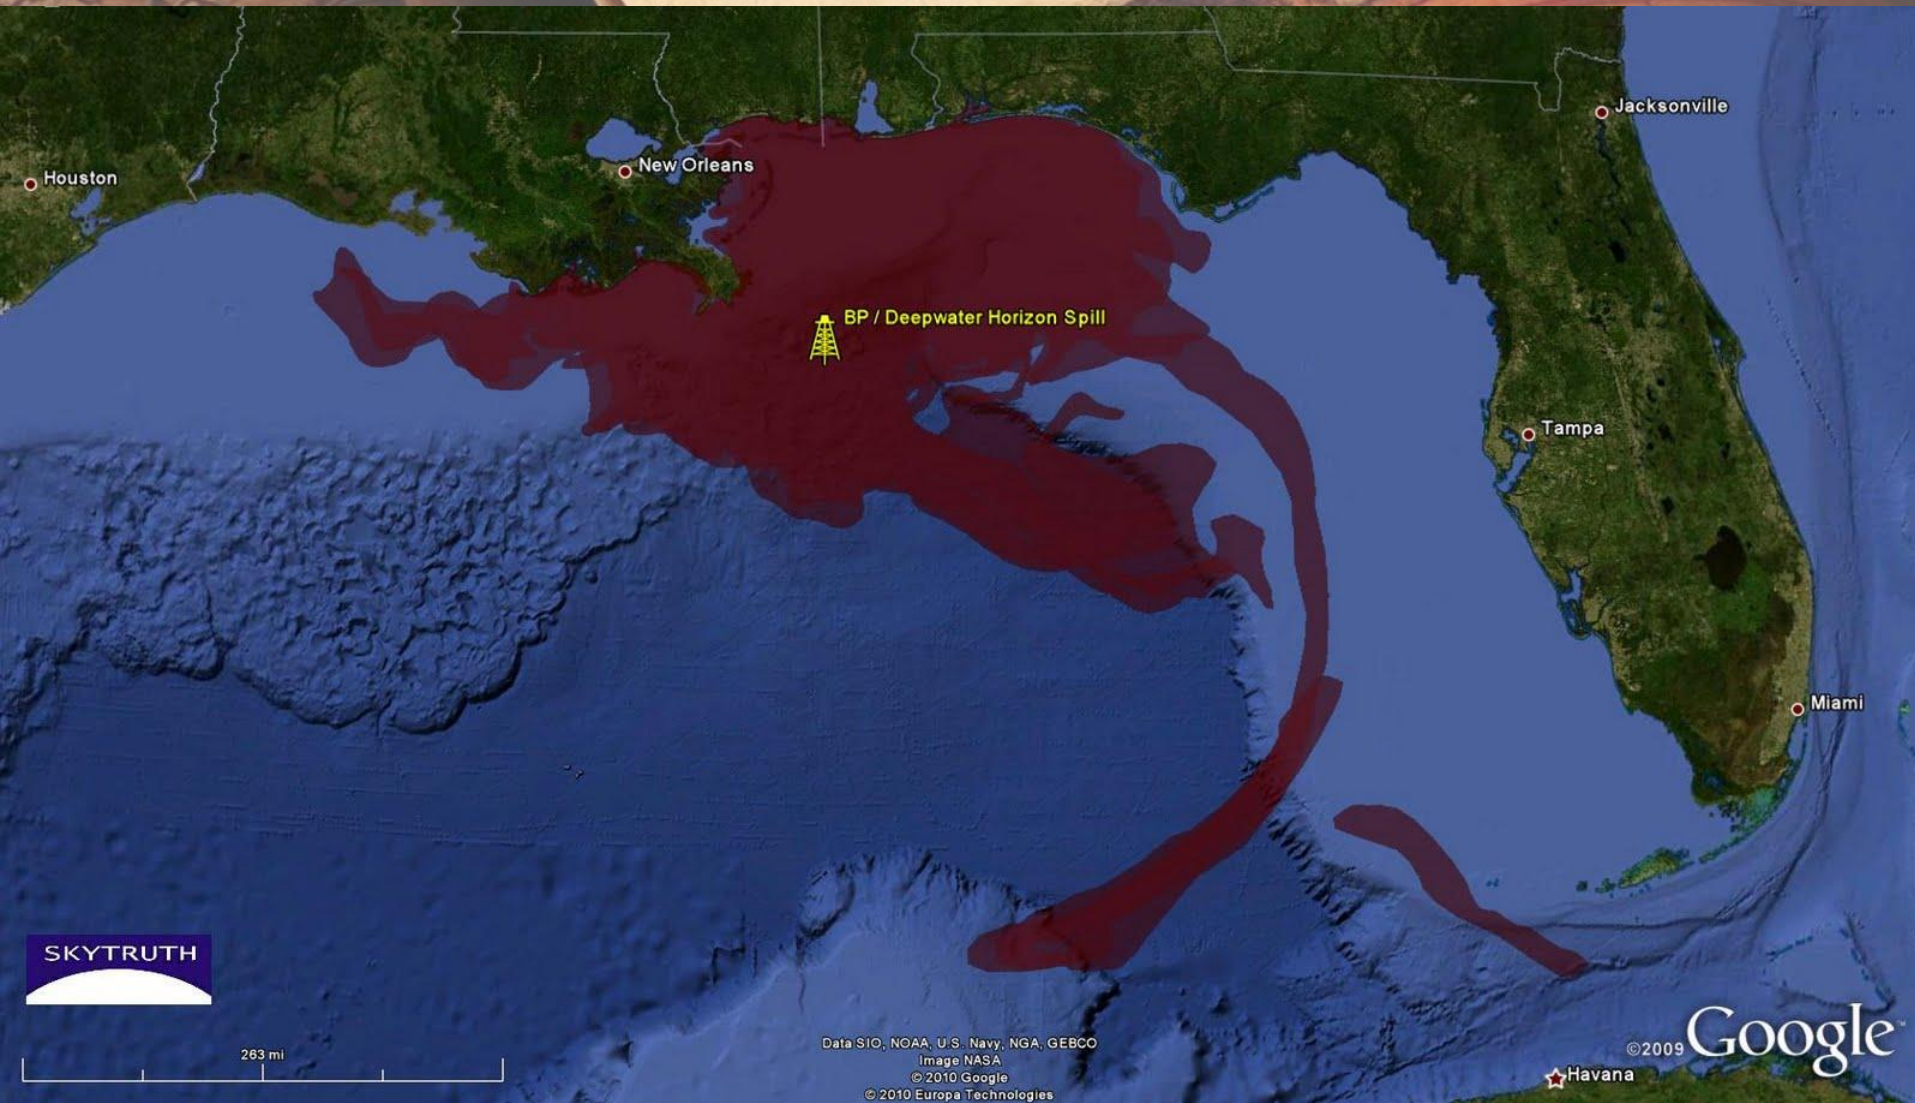 Jacksonville
New Orleans
Houston
BP / Deepwater Horizon Spill
Tampa
Miami
SKYTRUTH
263 mi
Data SIO, NOAA, U.S. Navy, NGA, GEBCO
Image NASA
© 2010 Google
© 2010 Europa Technologies
©2009 Google™
Havana